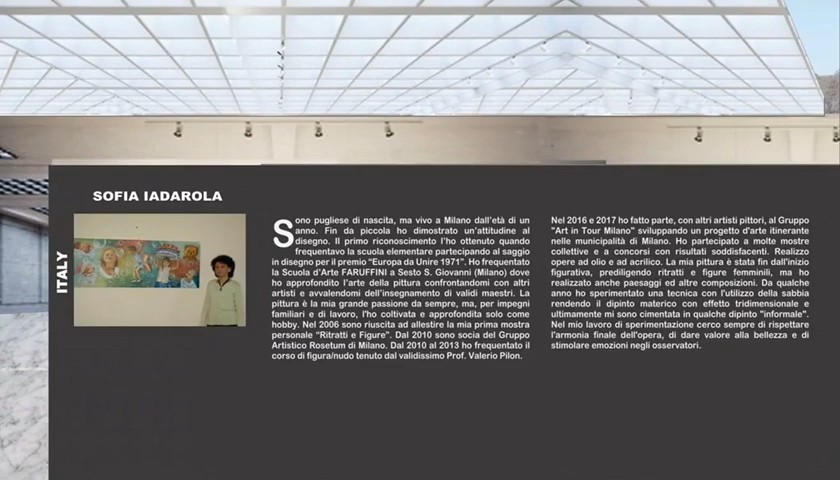 SOFIA IADAROLA
ITALY
Sono pugliese di nascita, ma vivo a Milano dall'età di un
anno. Fin da piccola ho dimostrato un'attitudine al
disegno. Il primo riconoscimento l'ho ottenuto quando
frequentavo la scuola elementare partecipando al saggio
in disegno per il premio "Europa da Unire 1971". Ho frequentato
la Scuola d'Arte FARUFFINI a Sesto S. Giovanni (Milano) dove
ho approfondito l'arte della pittura confrontandomi con altri
artisti e avvalendomi dell'insegnamento di validi maestri. La
pittura è la mia grande passione da sempre, ma, per impegni
familiari e di lavoro, l'ho coltivata e approfondita solo come
hobby. Nel 2006 sono riuscita ad allestire la mia prima mostra
personale "Ritratti e Figure". Dal 2010 sono socia del Gruppo
Artistico Rosetum di Milano. Dal 2010 al 2013 ho frequentato il
corso di figura/nudo tenuto dal validissimo Prof. Valerio Pilon.
Nel 2016 e 2017 ho fatto parte, con altri artisti pittori, al Gruppo
"Art in Tour Milano" sviluppando un progetto d'arte itinerante
nelle municipalità di Milano. Ho partecipato a molte mostre
collettive e a concorsi con risultati soddisfacenti. Realizzo
opere ad olio e ad acrilico. La mia pittura è stata fin dall'inizio
figurativa, prediligendo ritratti e figure femminili, ma ho
realizzato anche paesaggi ed altre composizioni. Da qualche
anno ho sperimentato una tecnica con l'utilizzo della sabbia
rendendo il dipinto materico con effetto tridimensionale e
ultimamente mi sono cimentata in qualche dipinto "informale".
Nel mio lavoro di sperimentazione cerco sempre di rispettare
l'armonia finale dell'opera, di dare valore alla bellezza e di
stimolare emozioni negli osservatori.